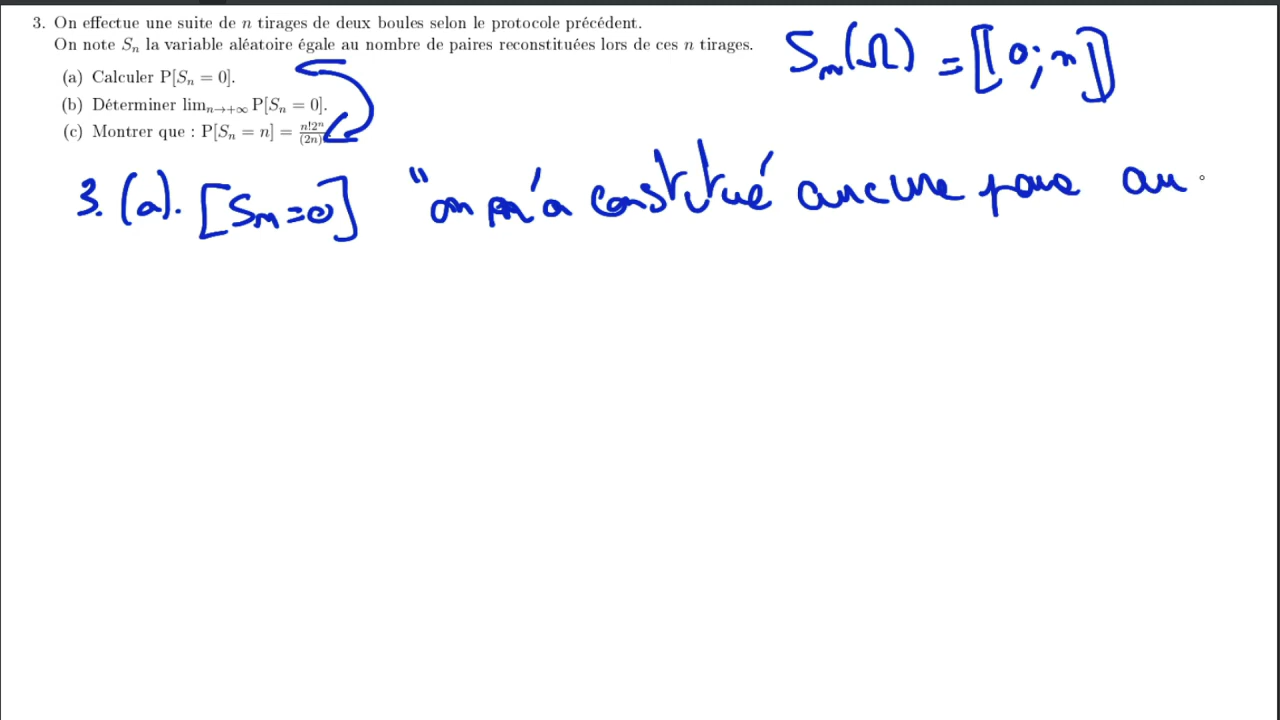 3. On effectue une suite de n tirages de deux boules selon le protocole précédent.
On note Sₙ la variable aléatoire égale au nombre de paires reconstituées lors de ces n tirages.
Sₙ(Ω) = ⟦0; n⟧
(a) Calculer P[Sₙ = 0].
(b) Déterminer limₙ→+∞ P[Sₙ = 0].
(c) Montrer que : P[Sₙ = n] = n!2ⁿ/(2n)
3. (a). [Sₙ=0] "on n'a constitué aucune paire au